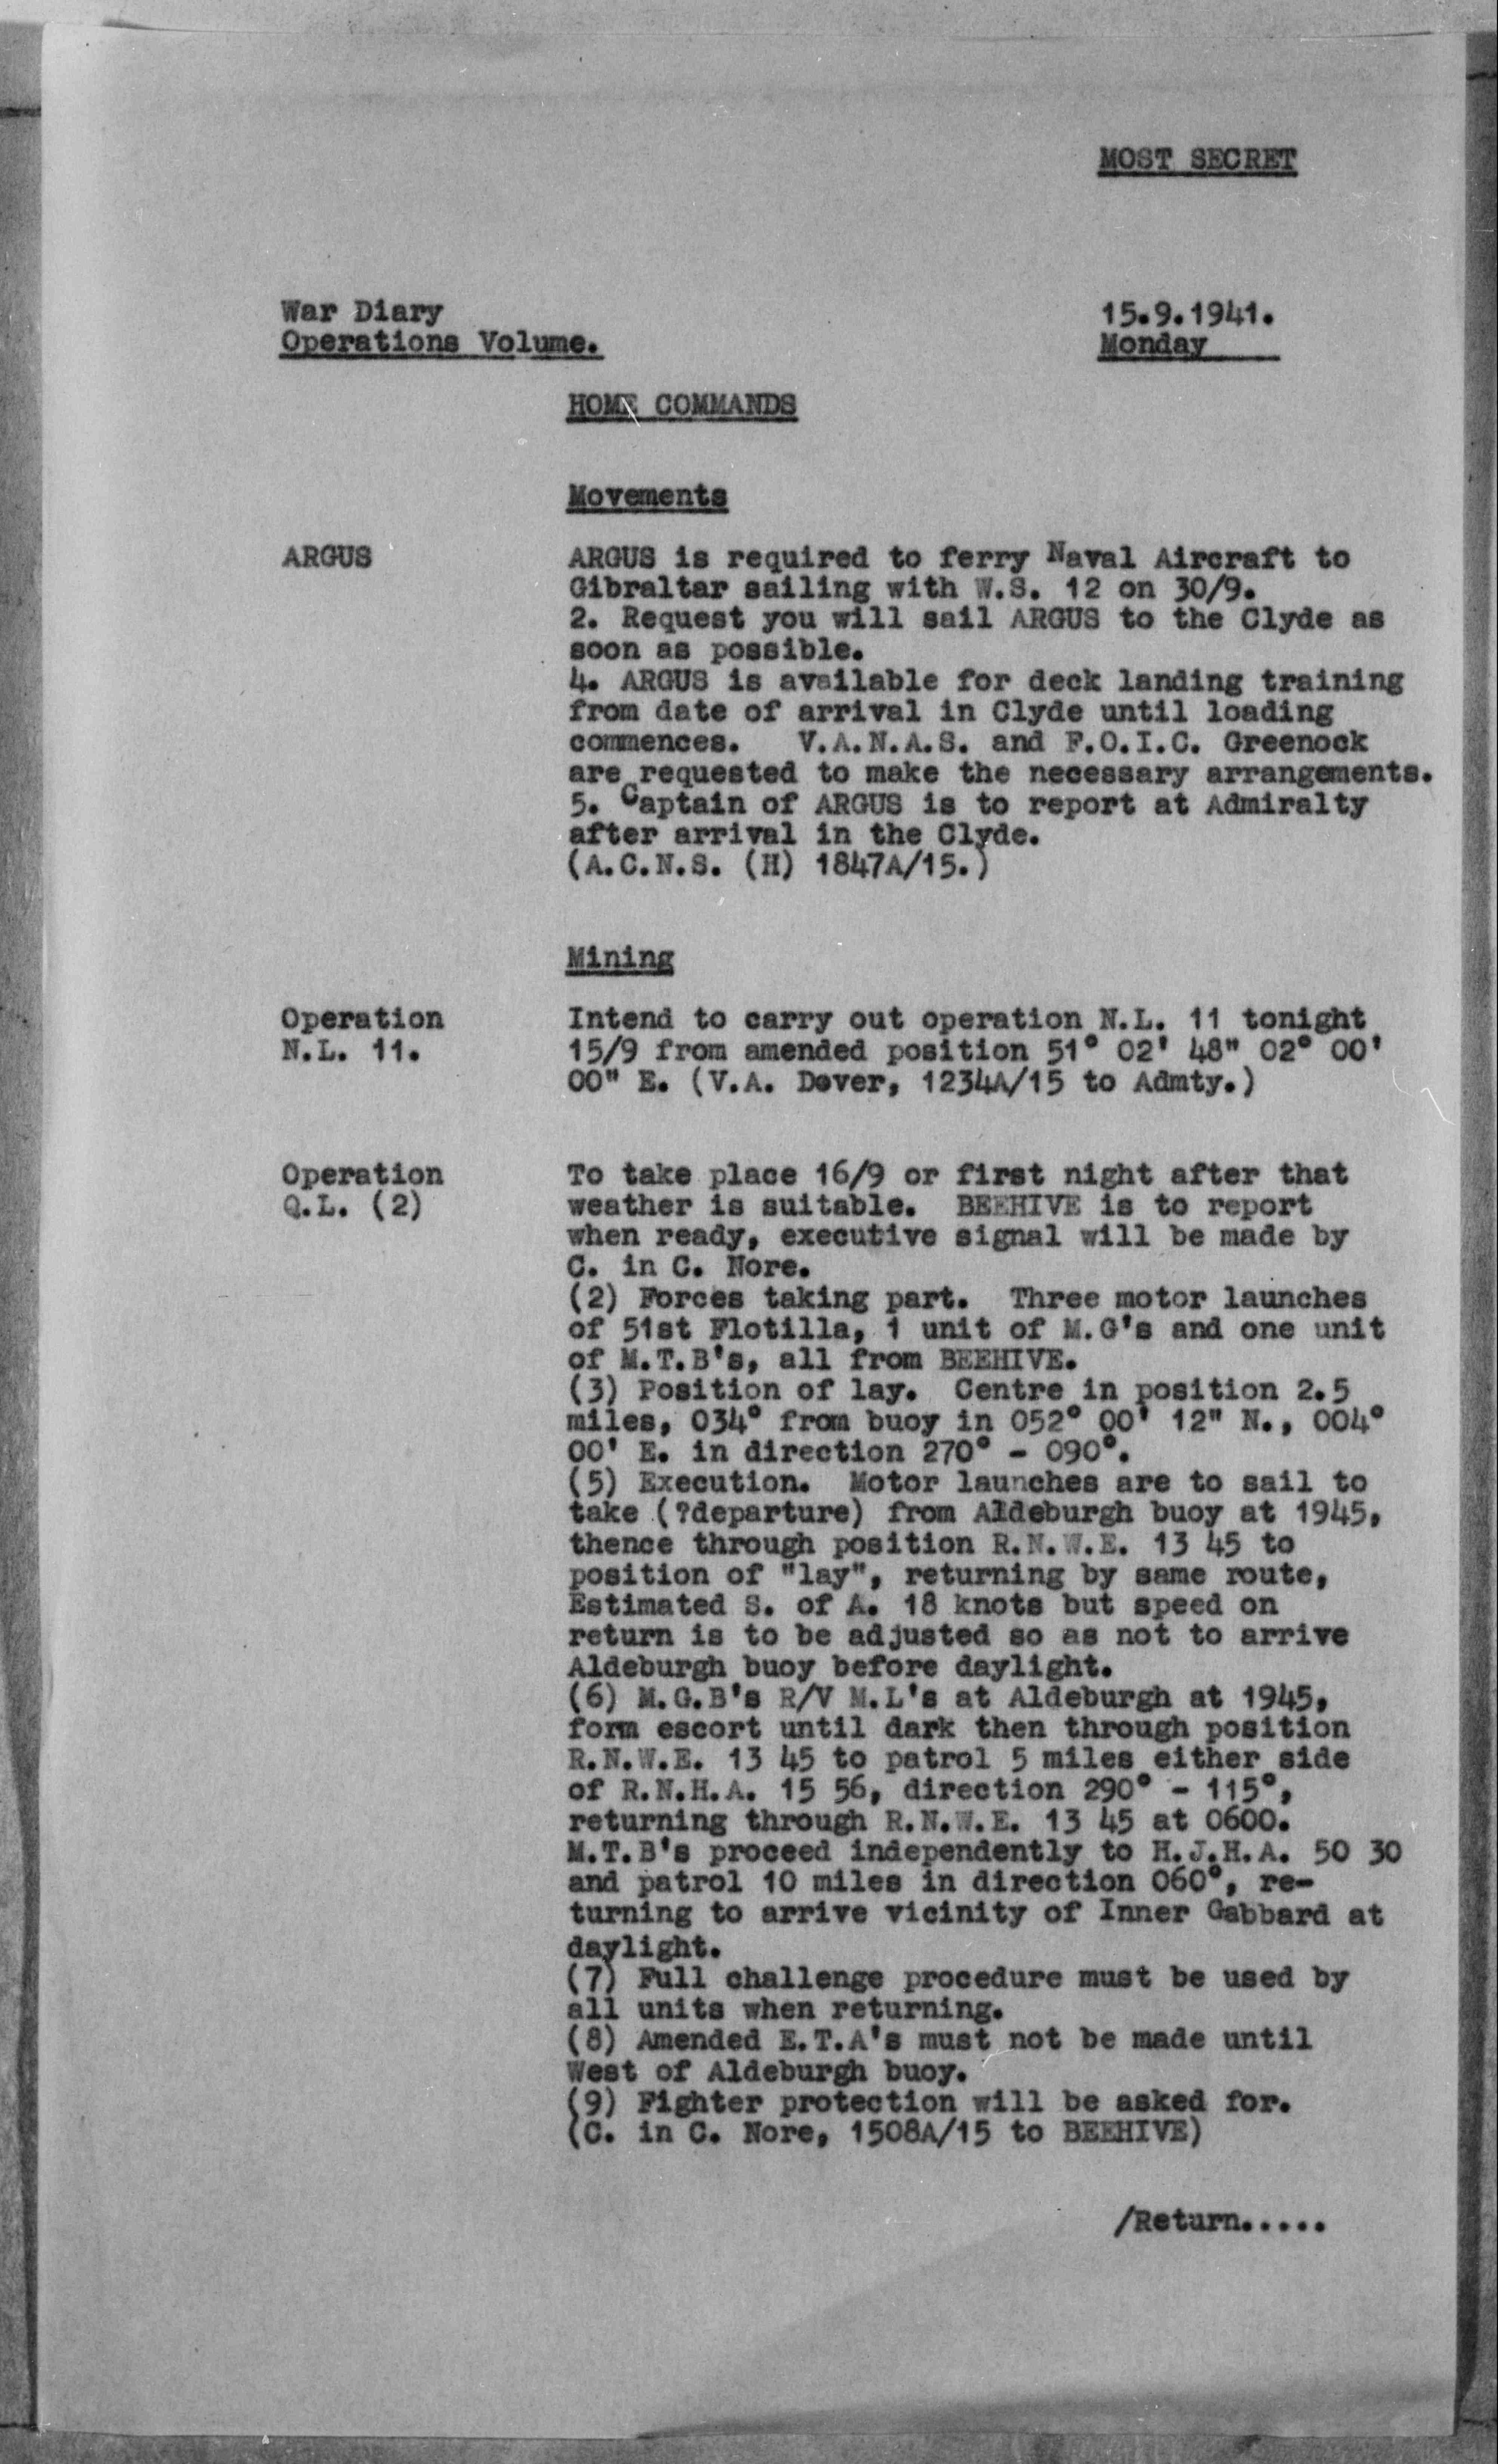 MOST SECRET
War Diary
Operations Volume.
15.9.1941.
Monday
HOME COMMANDS
Movements
ARGUS
ARGUS is required to ferry Naval Aircraft to
Gibraltar sailing with W.S. 12 on 30/9.
2. Request you will sail ARGUS to the Clyde as
soon as possible.
4. ARGUS is available for deck landing training
from date of arrival in Clyde until loading
commences. V.A.N.A.S. and F.O.I.C. Greenock
are requested to make the necessary arrangements.
5. Captain of ARGUS is to report at Admiralty
after arrival in the Clyde.
(A.C.N.S. (H) 1847A/15.)
Mining
Operation
N.L. 11.
Intend to carry out operation N.L. 11 tonight
15/9 from amended position 51° 02' 48" 02° 00'
00" E. (V.A. Dover, 1234A/15 to Admty.)
Operation
Q.L. (2)
To take place 16/9 or first night after that
weather is suitable. BEEHIVE is to report
when ready, executive signal will be made by
C. in C. Nore.
(2) Forces taking part. Three motor launches
of 51st Flotilla, 1 unit of M.G's and one unit
of M.T.B's, all from BEEHIVE.
(3) Position of lay. Centre in position 2.5
miles, 034° from buoy in 052° 00' 12" N., 004°
00' E. in direction 270° - 090°.
(5) Execution. Motor launches are to sail to
take (?departure) from Aldeburgh buoy at 1945,
thence through position R.N.W.E. 13 45 to
position of "lay", returning by same route,
Estimated S. of A. 18 knots but speed on
return is to be adjusted so as not to arrive
Aldeburgh buoy before daylight.
(6) M.G.B's R/V M.L's at Aldeburgh at 1945,
form escort until dark then through position
R.N.W.E. 13 45 to patrol 5 miles either side
of R.N.H.A. 15 56, direction 290° - 115°,
returning through R.N.W.E. 13 45 at 0600.
M.T.B's proceed independently to H.J.H.A. 50 30
and patrol 10 miles in direction 060°, re-
turning to arrive vicinity of Inner Gabbard at
daylight.
(7) Full challenge procedure must be used by
all units when returning.
(8) Amended E.T.A's must not be made until
West of Aldeburgh buoy.
(9) Fighter protection will be asked for.
(C. in C. Nore, 1508A/15 to BEEHIVE)
/Return.....